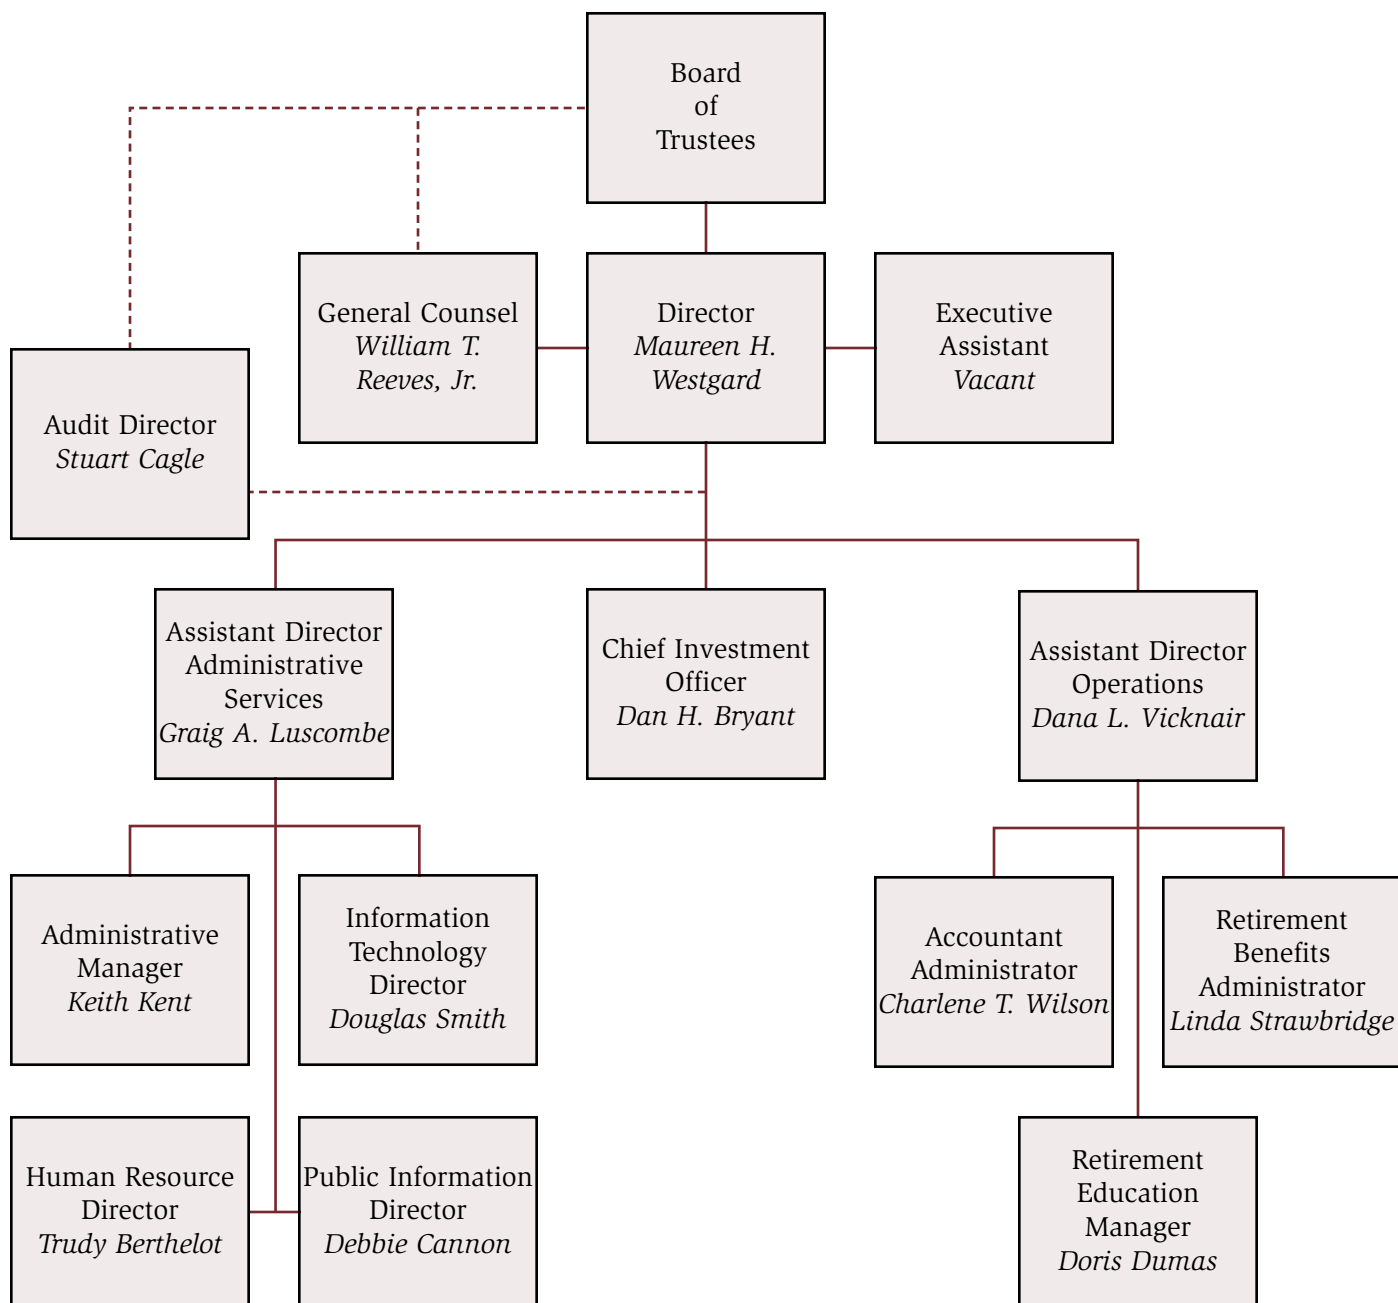 Board
of
Trustees
General Counsel
William T.
Reeves, Jr.
Director
Maureen H.
Westgard
Executive
Assistant
Vacant
Audit Director
Stuart Cagle
Assistant Director
Administrative
Services
Graig A. Luscombe
Chief Investment
Officer
Dan H. Bryant
Assistant Director
Operations
Dana L. Vicknair
Administrative
Manager
Keith Kent
Information
Technology
Director
Douglas Smith
Accountant
Administrator
Charlene T. Wilson
Retirement
Benefits
Administrator
Linda Strawbridge
Human Resource
Director
Trudy Berthelot
Public Information
Director
Debbie Cannon
Retirement
Education
Manager
Doris Dumas